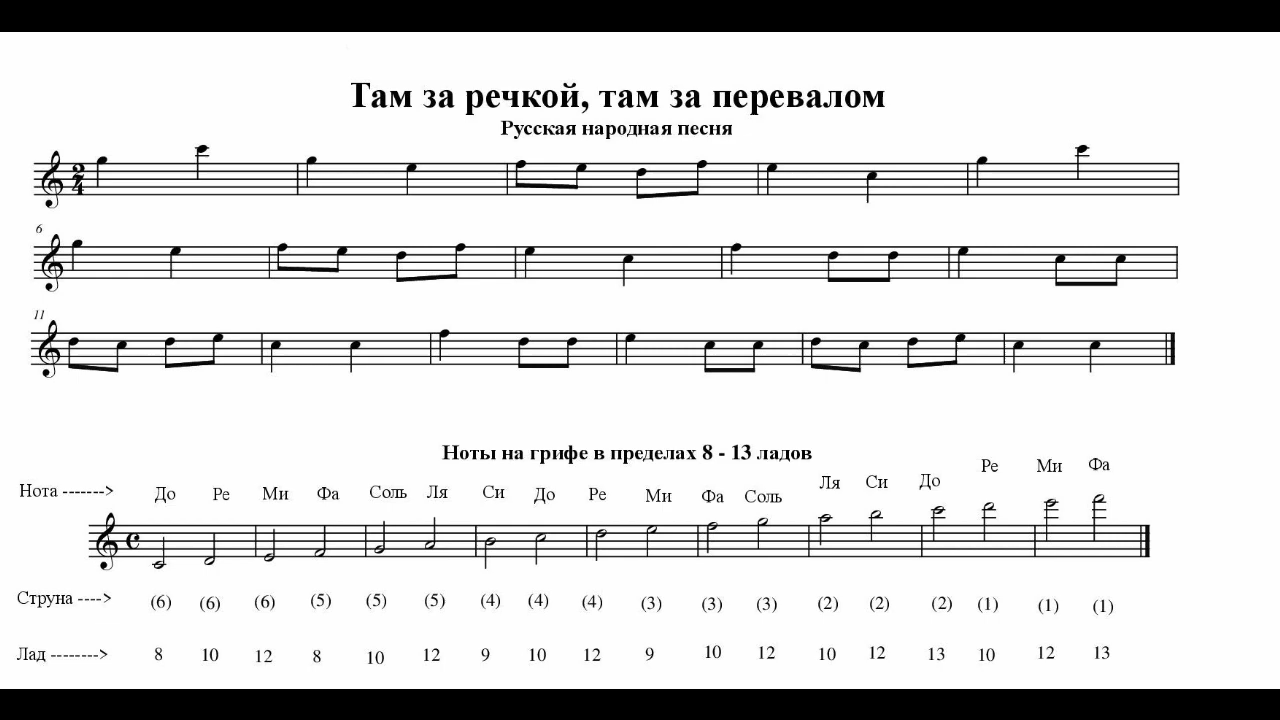 Там за речкой, там за перевалом
Русская народная песня
2
4
6
11
Ноты на грифе в пределах 8 - 13 ладов
Нота -------> До Ре Ми Фа Соль Ля Си До Ре Ми Фа Соль Ля Си До Ре Ми Фа
Струна ----> (6) (6) (6) (5) (5) (5) (4) (4) (4) (3) (3) (3) (2) (2) (2) (1) (1) (1)
Лад --------> 8 10 12 8 10 12 9 10 12 9 10 12 10 12 13 10 12 13